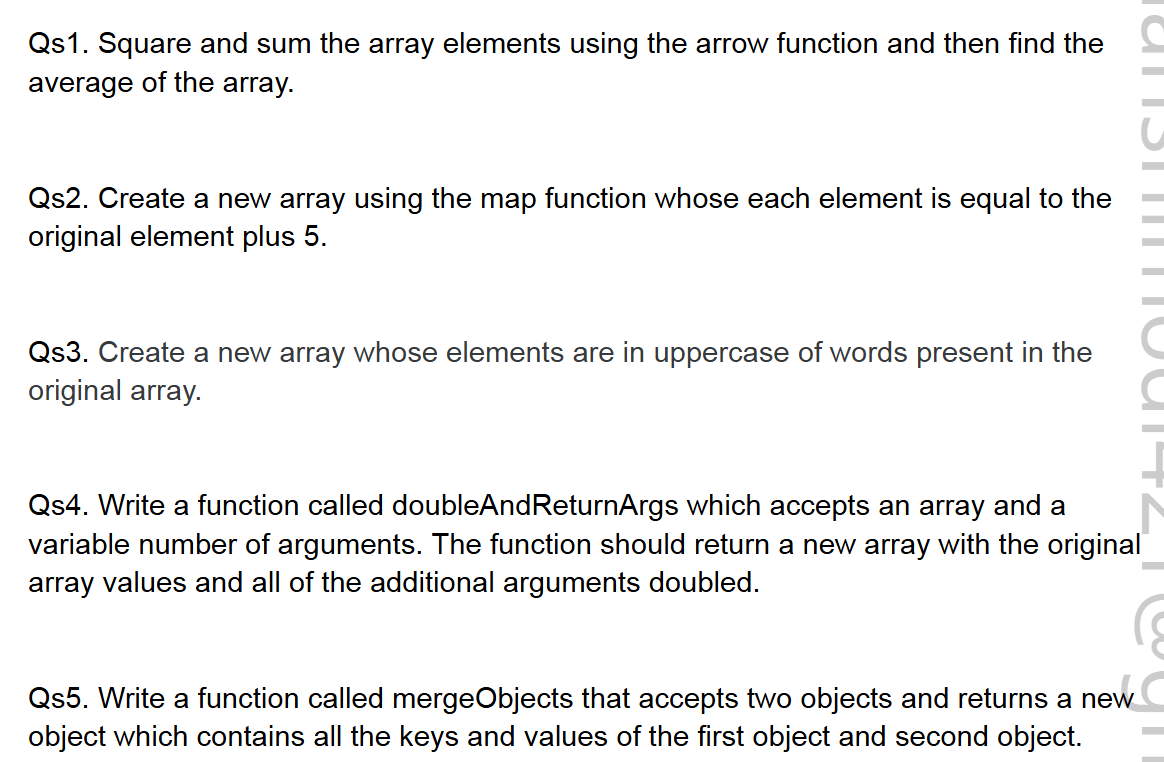 Qs1. Square and sum the array elements using the arrow function and then find the
average of the array.
Qs2. Create a new array using the map function whose each element is equal to the
original element plus 5.
Qs3. Create a new array whose elements are in uppercase of words present in the
original array.
Qs4. Write a function called doubleAndReturnArgs which accepts an array and a
variable number of arguments. The function should return a new array with the original
array values and all of the additional arguments doubled.
Qs5. Write a function called mergeObjects that accepts two objects and returns a new
object which contains all the keys and values of the first object and second object.